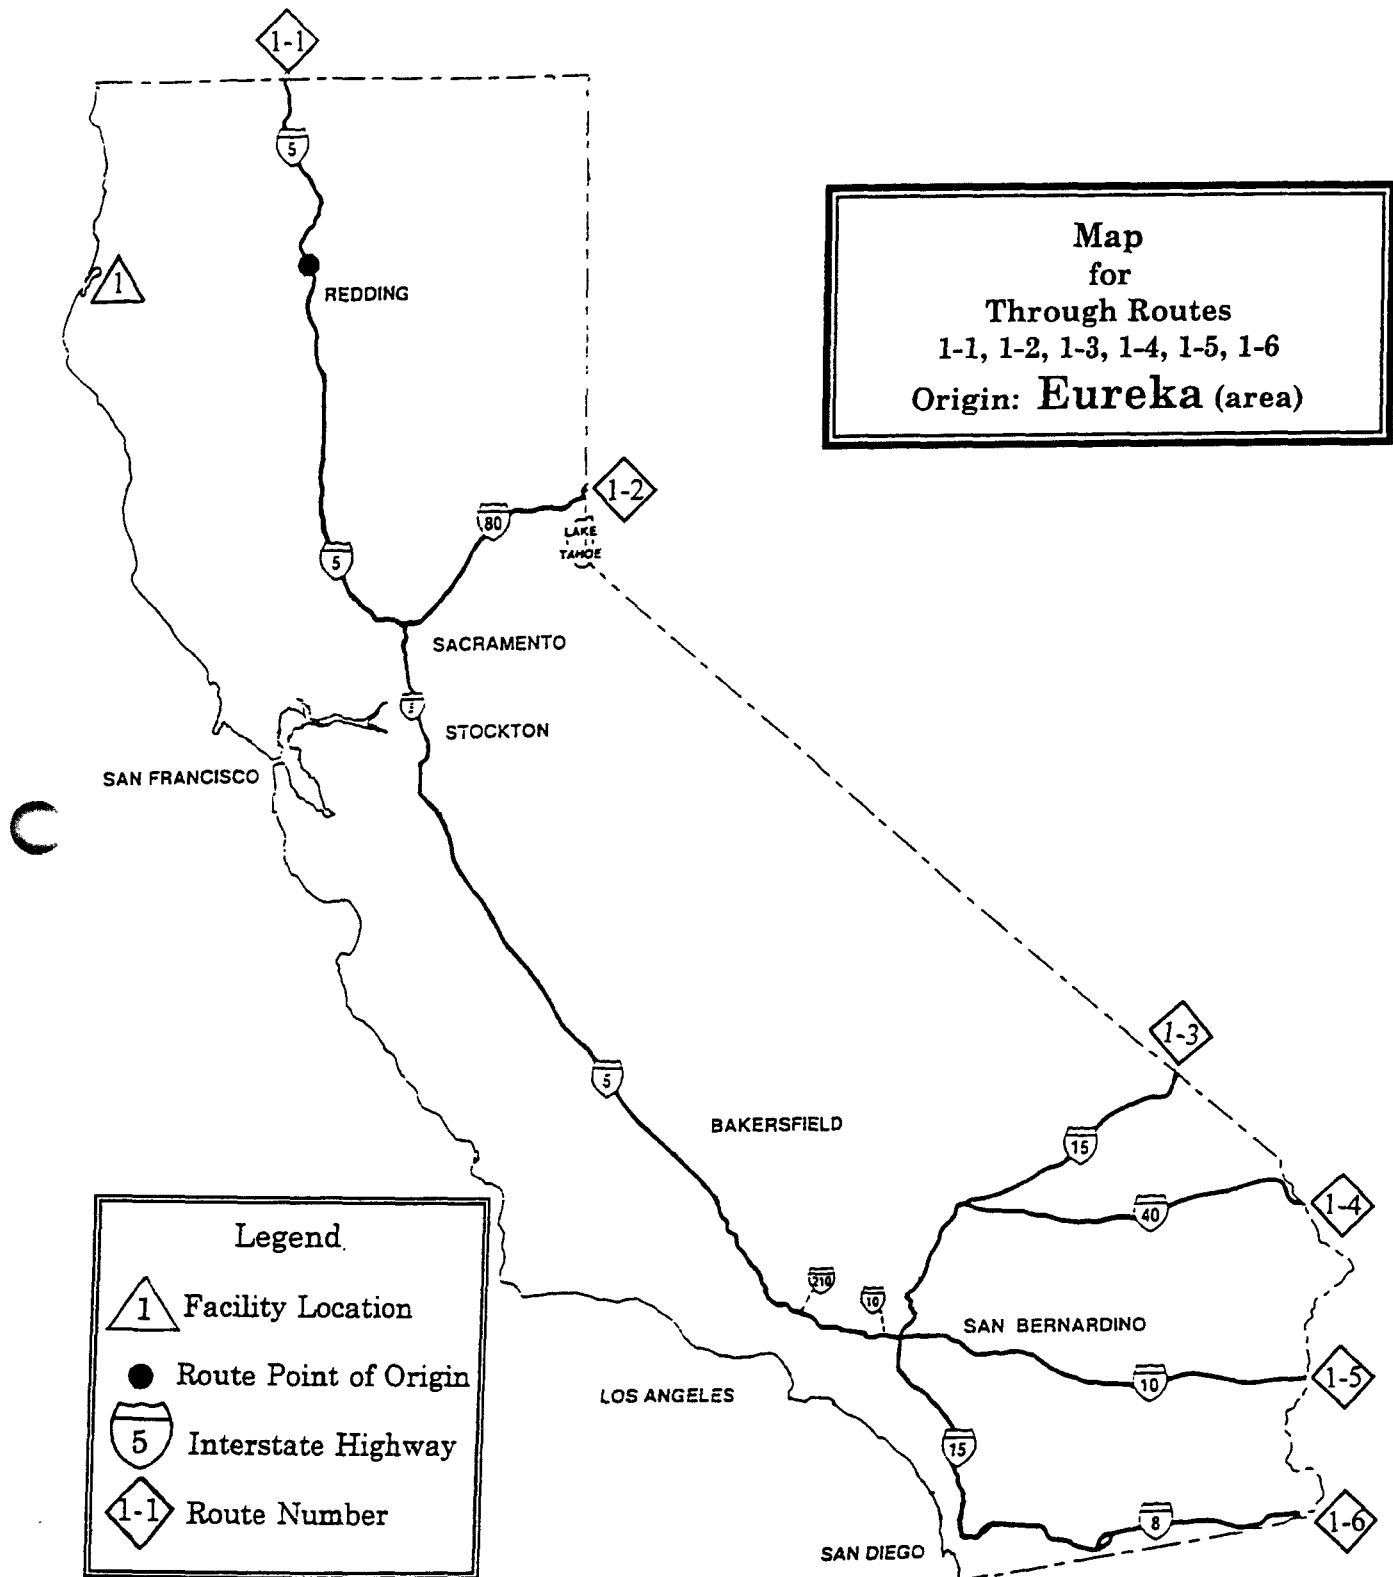 1-1
5
Map
for
Through Routes
1-1, 1-2, 1-3, 1-4, 1-5, 1-6
Origin: Eureka (area)
1
REDDING
1-2
80
LAKE
TAHOE
5
SACRAMENTO
STOCKTON
SAN FRANCISCO
1-3
5
BAKERSFIELD
15
1-4
40
Legend
1 Facility Location
Route Point of Origin
5 Interstate Highway
1-1 Route Number
210
10
SAN BERNARDINO
1-5
10
LOS ANGELES
15
8
1-6
SAN DIEGO